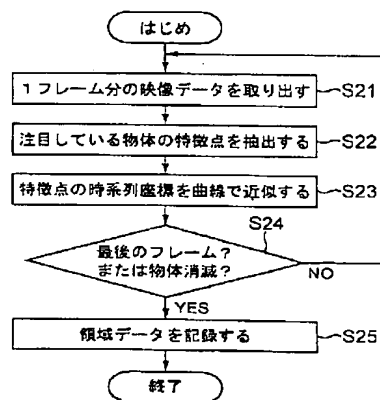 はじめ
1フレーム分の映像データを取り出す
S21
注目している物体の特徴点を抽出する
S22
特徴点の時系列座標を曲線で近似する
S23
S24
最後のフレーム?
または物体消滅?
NO
YES
領域データを記録する
S25
終了